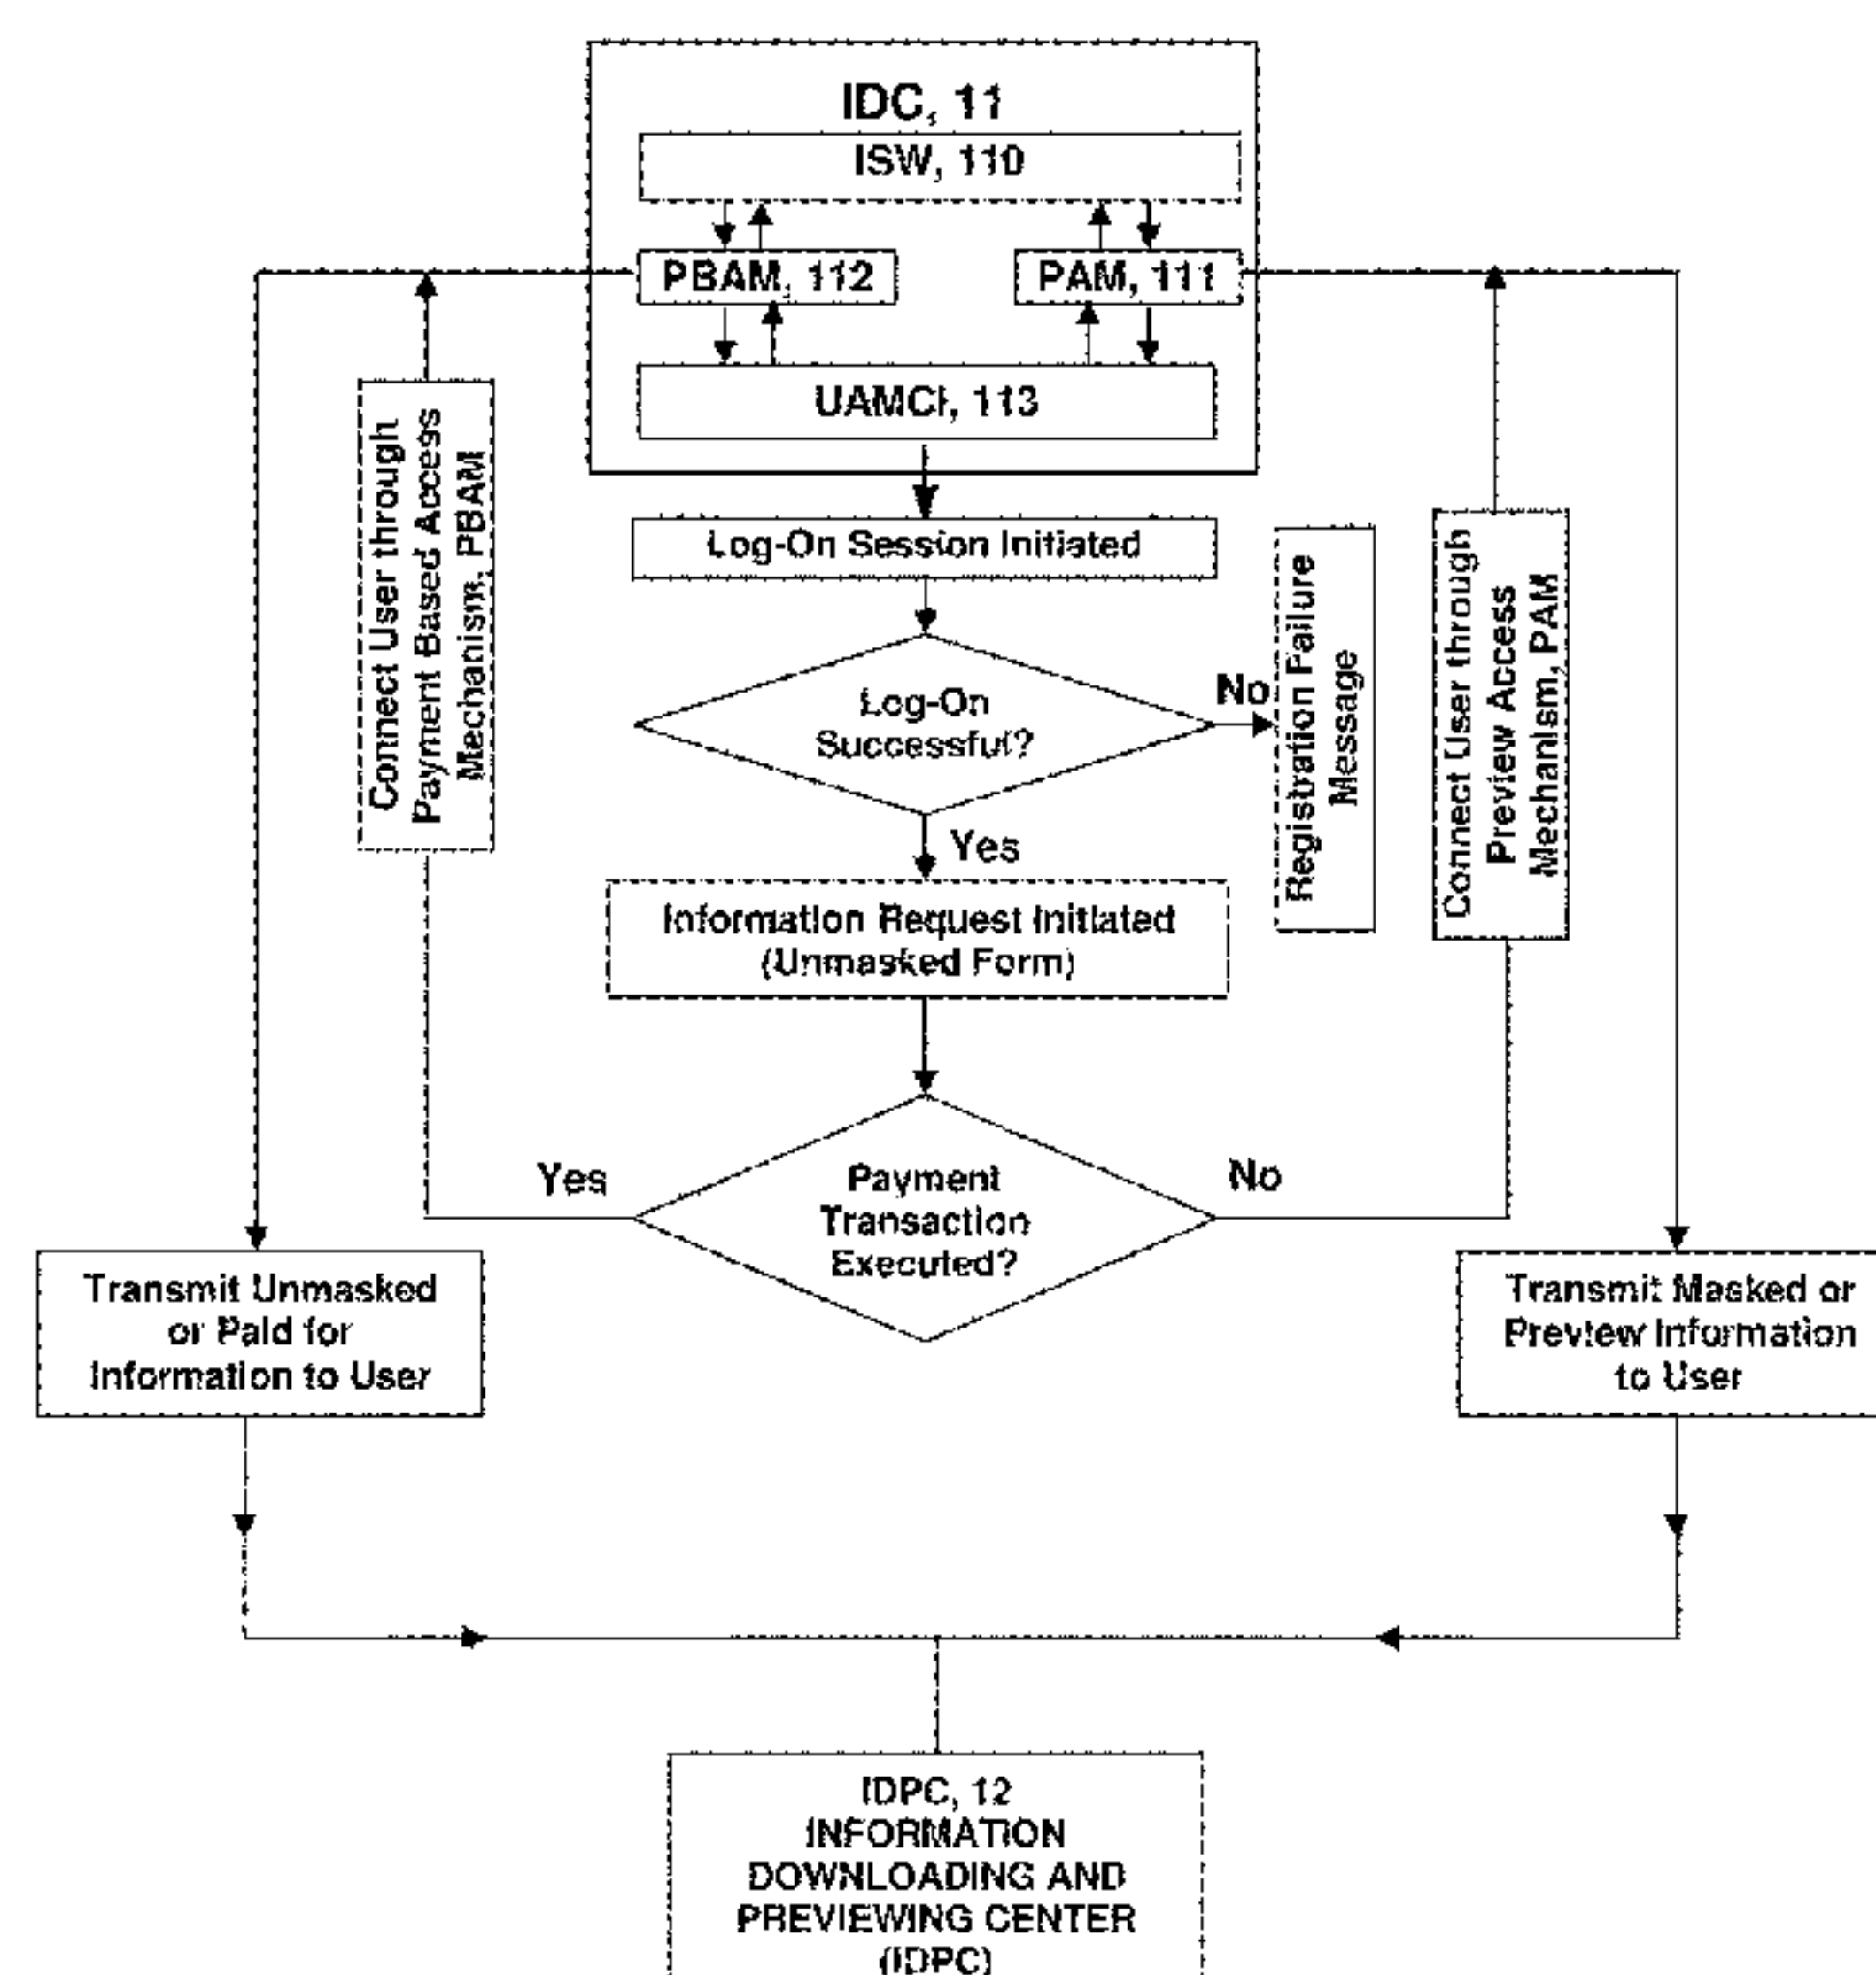 IDC, 11
ISW, 110
PBAM, 112
PAM, 111
UAMCI, 113
Connect User through
Payment Based Access
Mechanism, PBAM
Log-On Session Initiated
Log-On
Successful?
No
Registration Failure
Message
Connect User through
Preview Access
Mechanism, PAM
Yes
Information Request Initiated
(Unmasked Form)
Yes
Payment
Transaction
Executed?
No
Transmit Unmasked
or Paid for
Information to User
Transmit Masked or
Preview Information
to User
IDPC, 12
INFORMATION
DOWNLOADING AND
PREVIEWING CENTER
(IDPC)